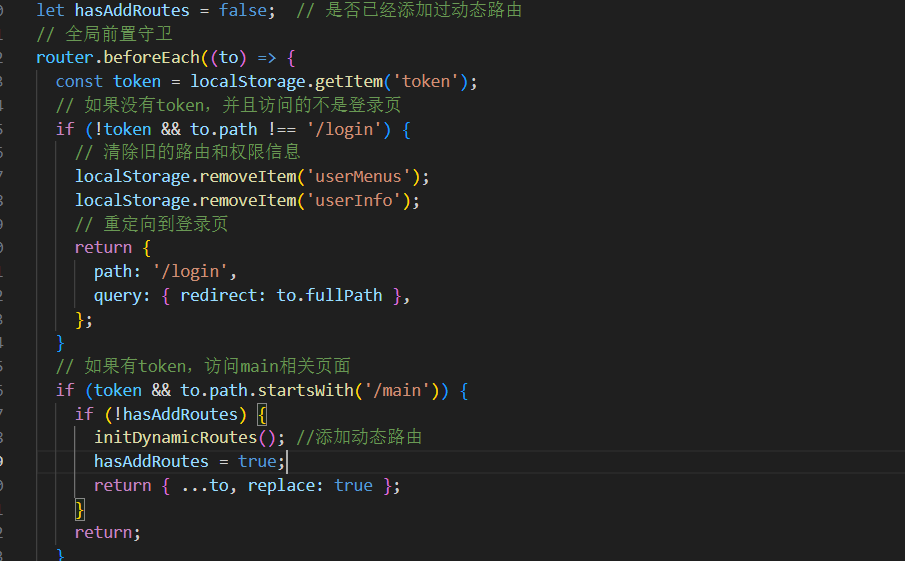 let hasAddRoutes = false;  // 是否已经添加过动态路由
// 全局前置守卫
router.beforeEach((to) => {
  const token = localStorage.getItem('token');
  // 如果没有token，并且访问的不是登录页
  if (!token && to.path !== '/login') {
    // 清除旧的路由和权限信息
    localStorage.removeItem('userMenus');
    localStorage.removeItem('userInfo');
    // 重定向到登录页
    return {
      path: '/login',
      query: { redirect: to.fullPath },
    };
  }
  // 如果有token，访问main相关页面
  if (token && to.path.startsWith('/main')) {
    if (!hasAddRoutes) {
      initDynamicRoutes(); //添加动态路由
      hasAddRoutes = true;
      return { ...to, replace: true };
    }
    return;
  }